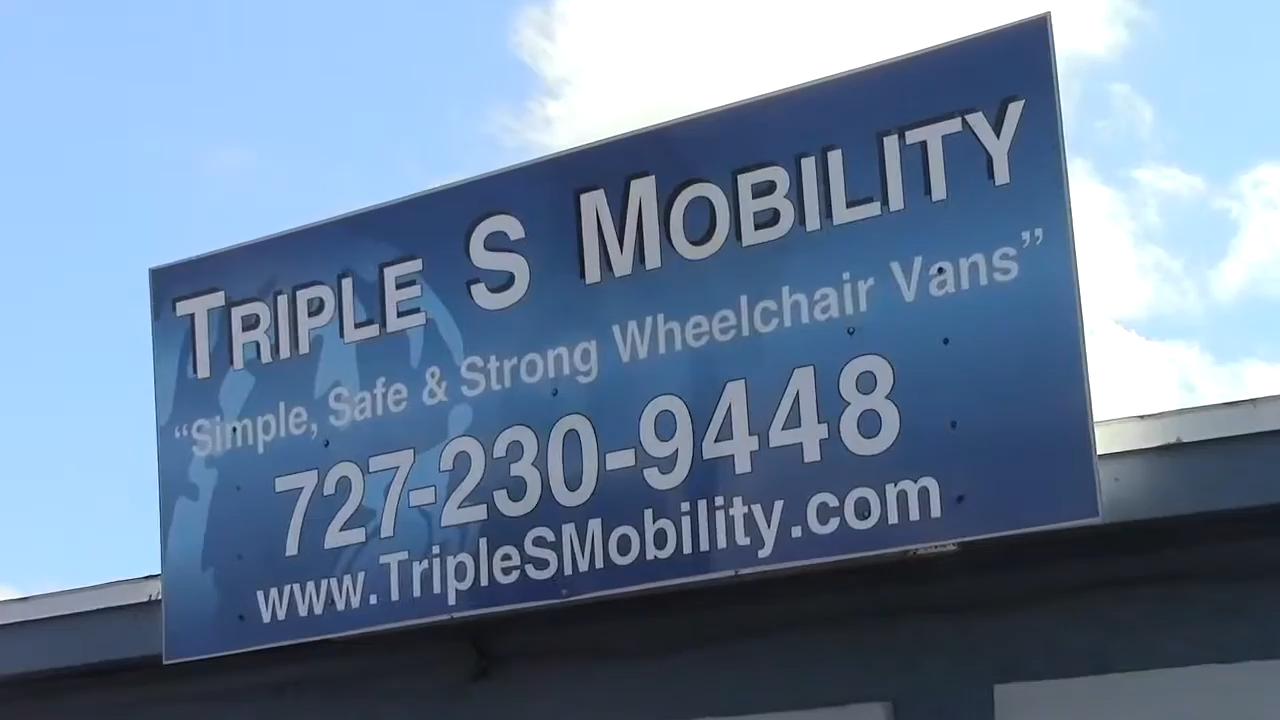 TRIPLE S MOBILITY
“Simple, Safe & Strong Wheelchair Vans”
727-230-9448
www.TripleSMobility.com